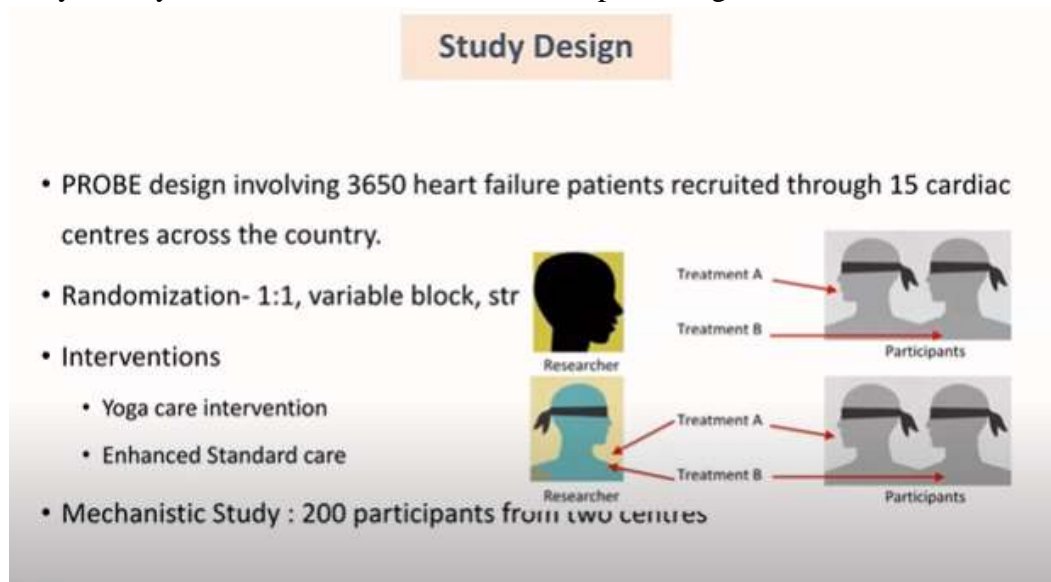 Study Design
• PROBE design involving 3650 heart failure patients recruited through 15 cardiac
centres across the country.
• Randomization- 1:1, variable block, str
• Interventions
• Yoga care intervention
• Enhanced Standard care
• Mechanistic Study : 200 participants from two centres
Treatment A
Treatment B
Researcher
Participants
Treatment A
Treatment B
Researcher
Participants